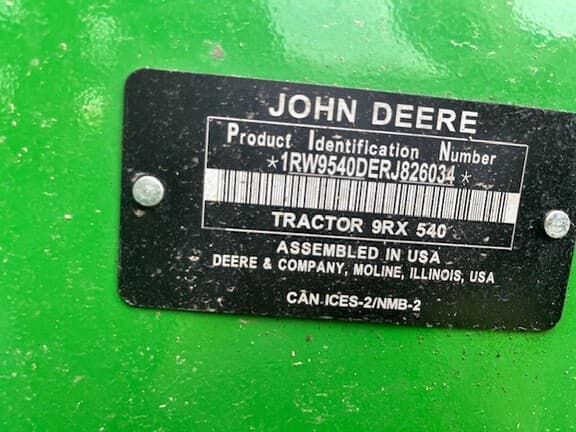 JOHN DEERE
Product Identification Number
*1RW9540DERJ826034*
TRACTOR 9RX 540
ASSEMBLED IN USA
DEERE & COMPANY, MOLINE, ILLINOIS, USA
CAN ICES-2/NMB-2